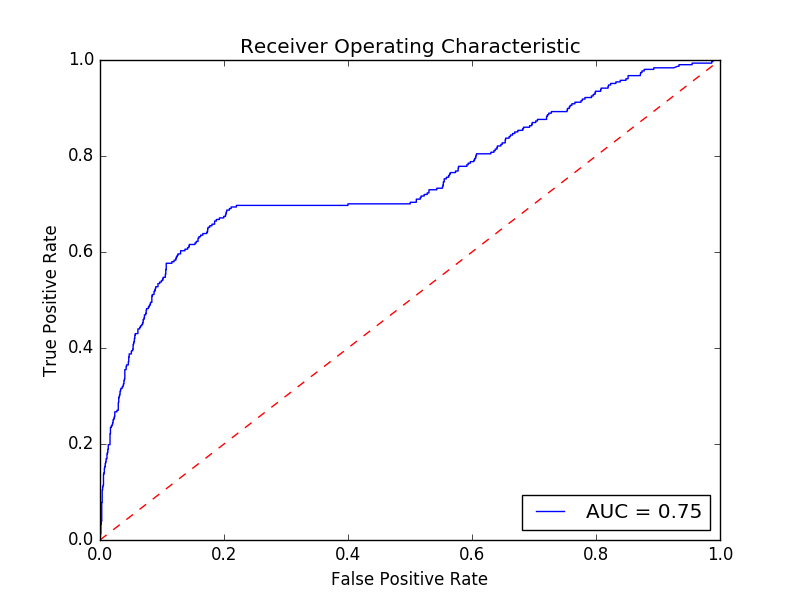 Receiver Operating Characteristic
1.0
0.8
0.6
0.4
0.2
0.0
True Positive Rate
AUC = 0.75
0.0 0.2 0.4 0.6 0.8 1.0
False Positive Rate